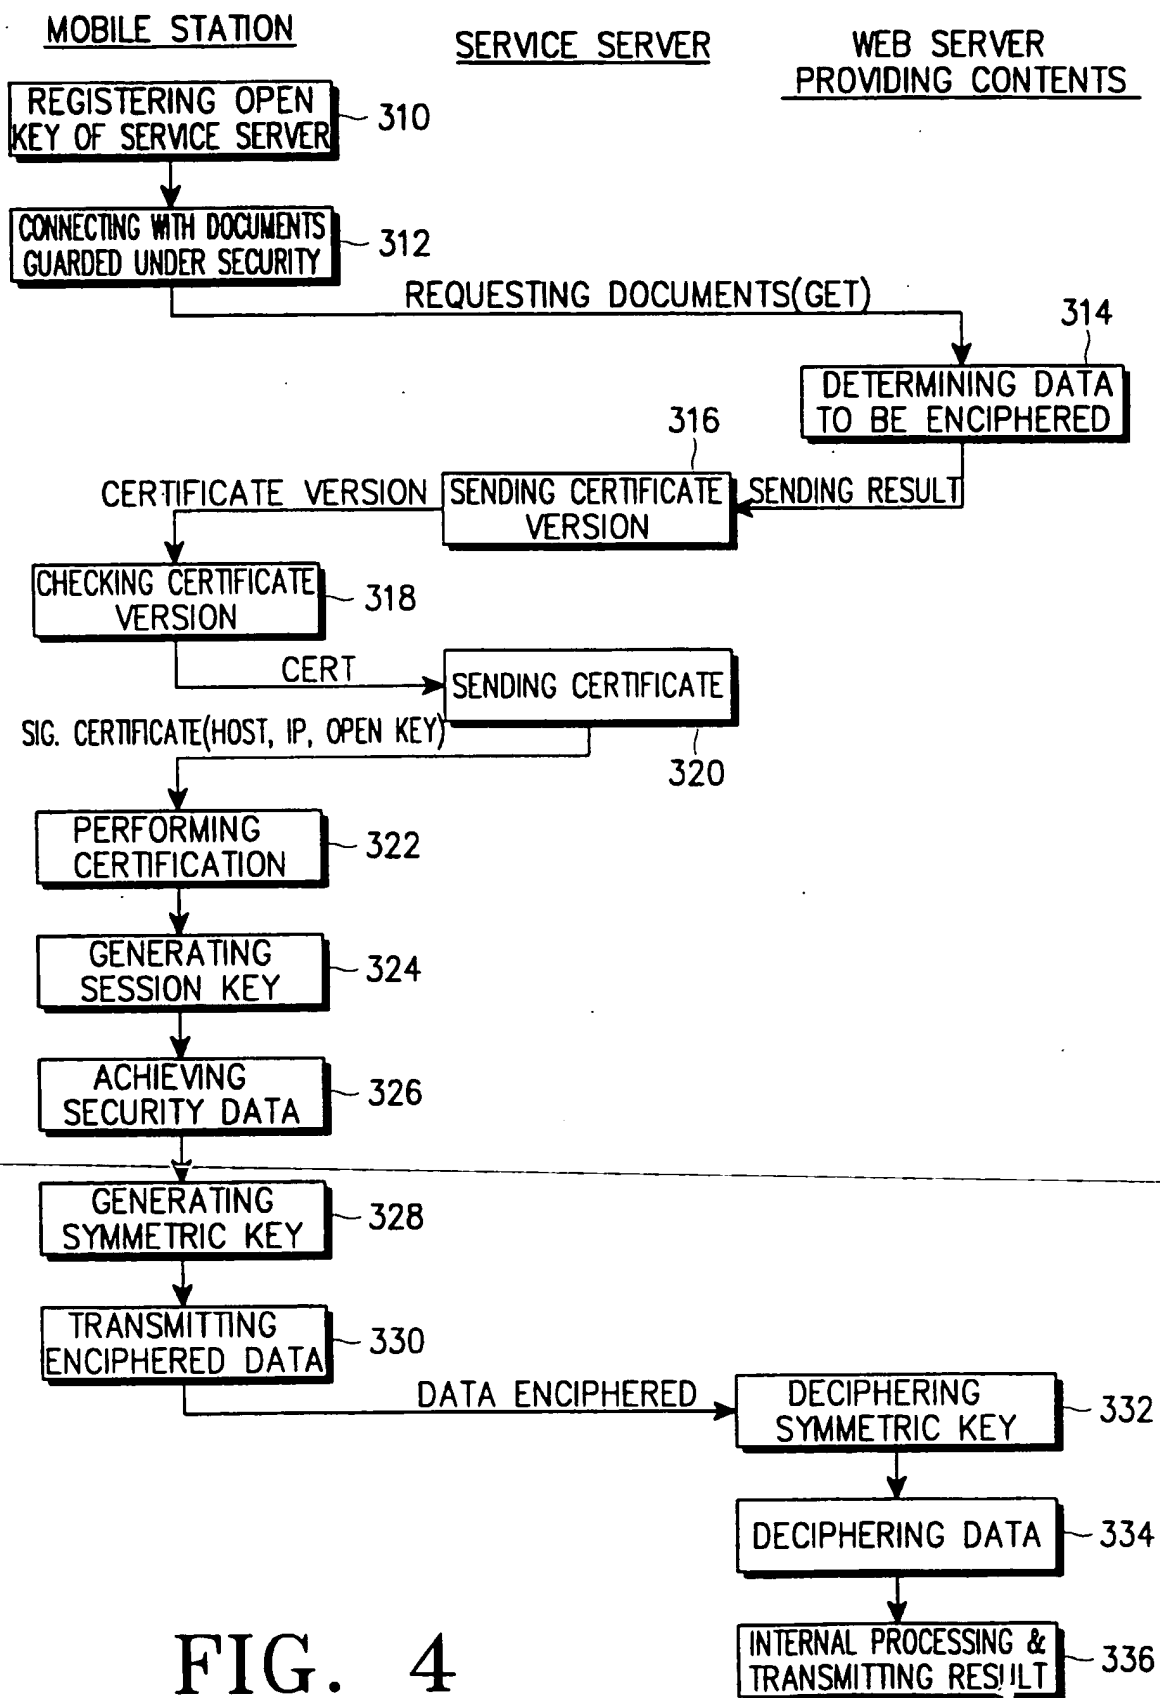 MOBILE STATION
SERVICE SERVER
WEB SERVER
PROVIDING CONTENTS
REGISTERING OPEN
KEY OF SERVICE SERVER
310
CONNECTING WITH DOCUMENTS
GUARDED UNDER SECURITY
312
REQUESTING DOCUMENTS(GET)
314
DETERMINING DATA
TO BE ENCIPHERED
316
CERTIFICATE VERSION
SENDING CERTIFICATE
VERSION
SENDING RESULT
CHECKING CERTIFICATE
VERSION
318
CERT
SENDING CERTIFICATE
SIG. CERTIFICATE(HOST, IP, OPEN KEY)
320
PERFORMING
CERTIFICATION
322
GENERATING
SESSION KEY
324
ACHIEVING
SECURITY DATA
326
GENERATING
SYMMETRIC KEY
328
TRANSMITTING
ENCIPHERED DATA
330
DATA ENCIPHERED
DECIPHERING
SYMMETRIC KEY
332
DECIPHERING DATA
334
INTERNAL PROCESSING &
TRANSMITTING RESULT
336
FIG. 4